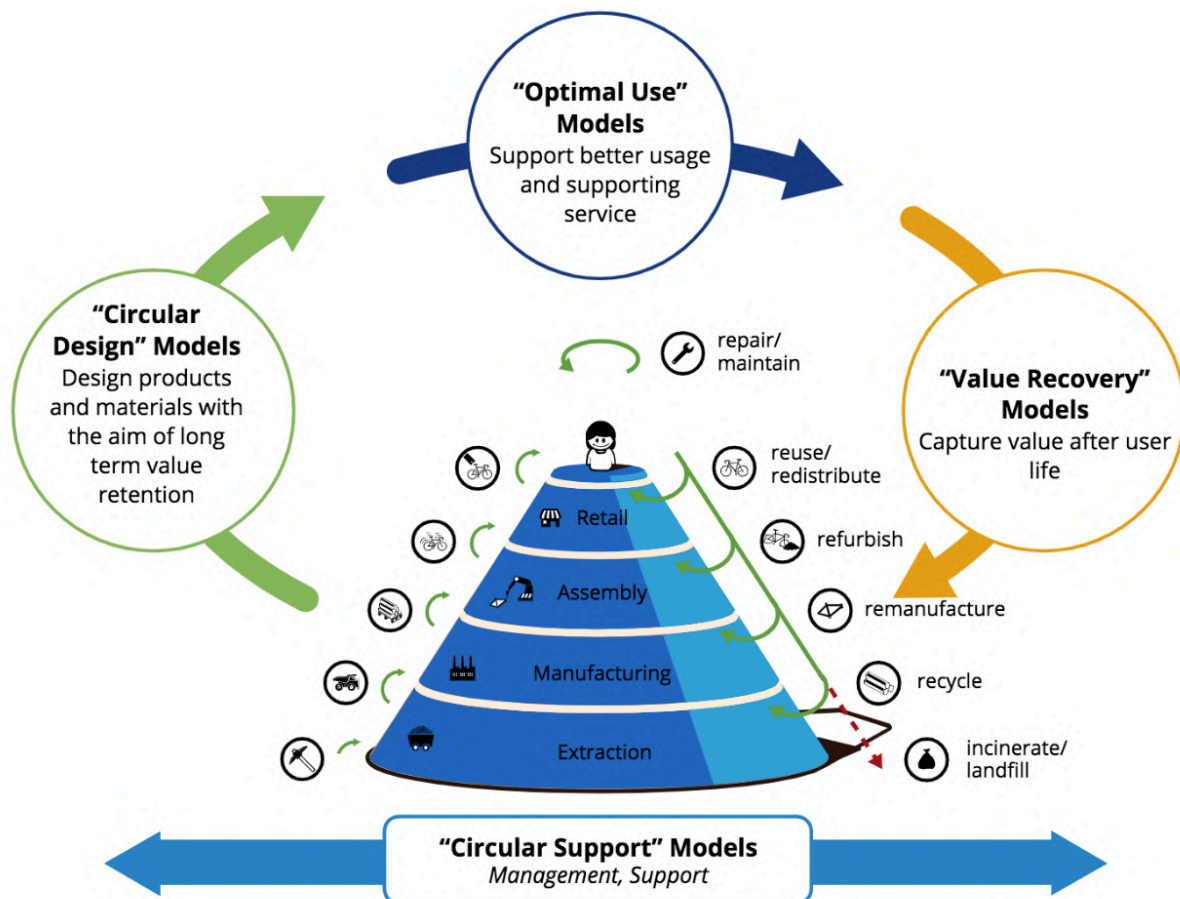 “Optimal Use”
Models
Support better usage
and supporting
service
“Circular
Design” Models
Design products
and materials with
the aim of long
term value
retention
“Value Recovery”
Models
Capture value after user
life
repair/
maintain
reuse/
redistribute
Retail
refurbish
Assembly
remanufacture
Manufacturing
recycle
Extraction
incinerate/
landfill
“Circular Support” Models
Management, Support